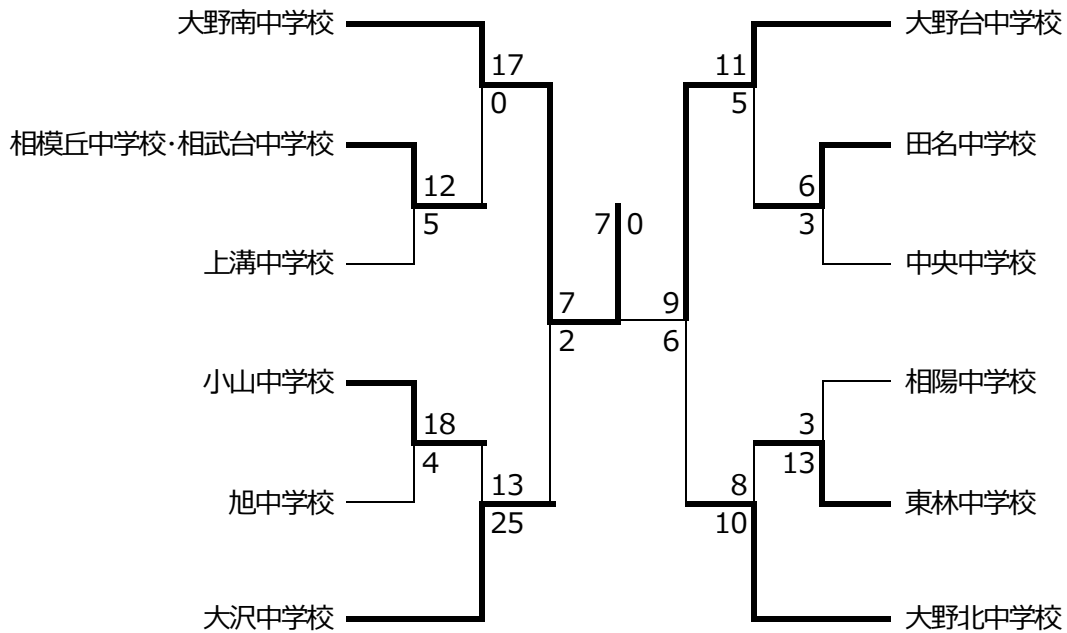 大野南中学校
大野台中学校
17
11
0
5
相模丘中学校・相武台中学校
田名中学校
12
6
5
3
7 0
上溝中学校
中央中学校
7
9
2
6
小山中学校
相陽中学校
18
3
4
13
旭中学校
13
8
東林中学校
25
10
大沢中学校
大野北中学校